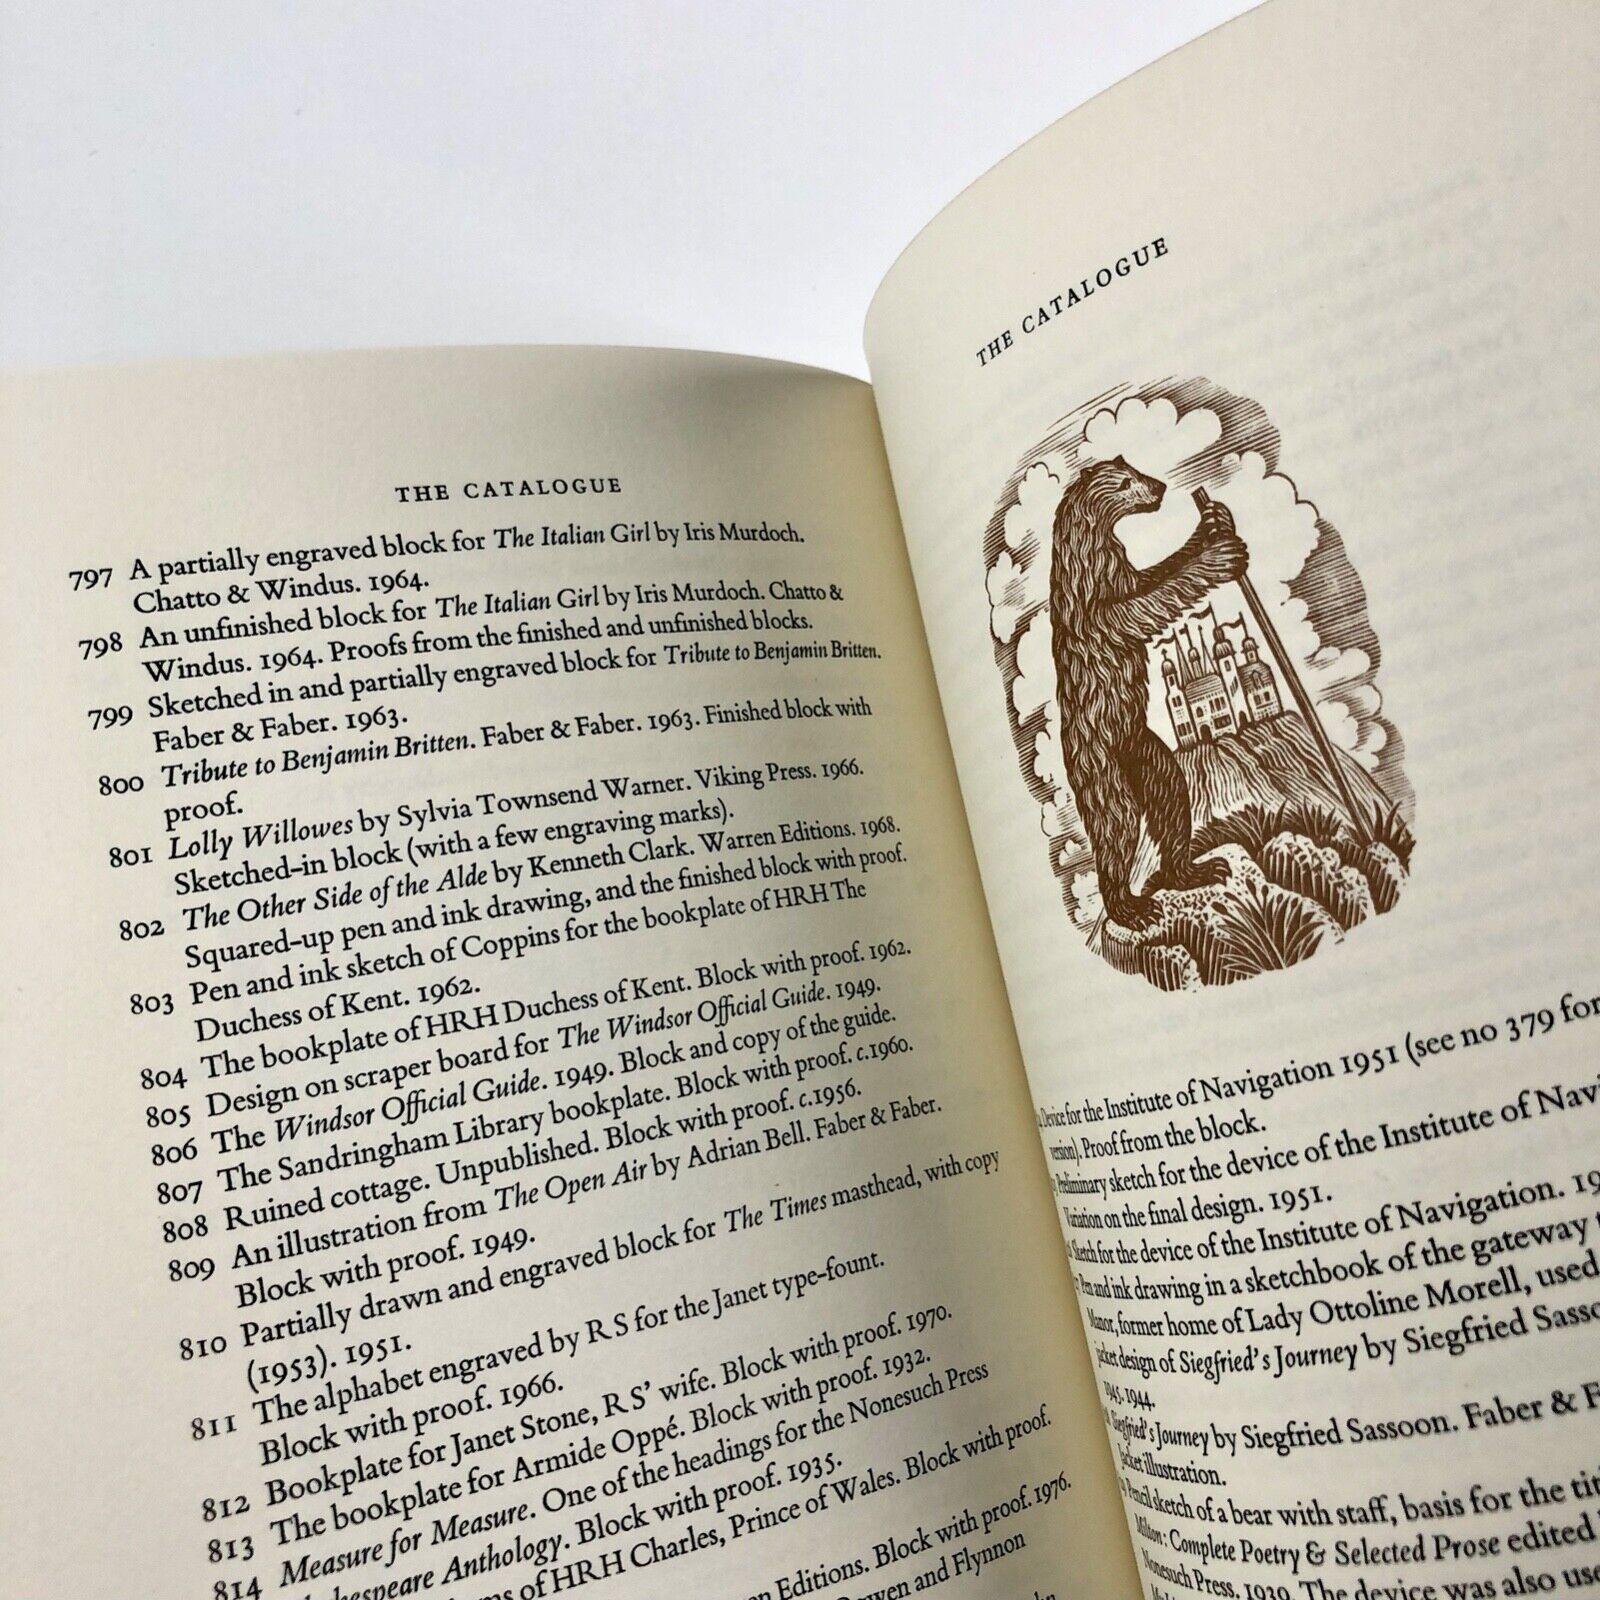 THE CATALOGUE
797 A partially engraved block for The Italian Girl by Iris Murdoch.
Chatto & Windus. 1964.
798 An unfinished block for The Italian Girl by Iris Murdoch. Chatto &
Windus. 1964. Proofs from the finished and unfinished blocks.
799 Sketched in and partially engraved block for Tribute to Benjamin Britten.
Faber & Faber. 1963.
800 Tribute to Benjamin Britten. Faber & Faber. 1963. Finished block with
proof.
801 Lolly Willowes by Sylvia Townsend Warner. Viking Press. 1966.
Sketched-in block (with a few engraving marks).
802 The Other Side of the Alde by Kenneth Clark. Warren Editions. 1968.
Squared-up pen and ink drawing, and the finished block with proof.
803 Pen and ink sketch of Coppins for the bookplate of HRH The
Duchess of Kent. 1962.
804 The bookplate of HRH Duchess of Kent. Block with proof. 1962.
805 Design on scraper board for The Windsor Official Guide. 1949.
806 The Windsor Official Guide. 1949. Block and copy of the guide.
807 The Sandringham Library bookplate. Block with proof. c.1960.
808 Ruined cottage. Unpublished. Block with proof. c.1956.
809 An illustration from The Open Air by Adrian Bell. Faber & Faber.
Block with proof. 1949.
810 Partially drawn and engraved block for The Times masthead, with copy
(1953). 1951.
811 The alphabet engraved by R S for the Janet type-fount.
Block with proof. 1966.
812 Bookplate for Janet Stone, R S' wife. Block with proof. 1970.
813 The bookplate for Armide Oppé. Block with proof. 1932.
814 Measure for Measure. One of the headings for the Nonesuch Press
Anthology. Block with proof. 1935.
of HRH Charles, Prince of Wales. Block with proof.
Editions. Block with proof. 1976.
and Flynnon
THE CATALOGUE
Device for the Institute of Navigation 1951 (see no 379 for
version). Proof from the block.
Preliminary sketch for the device of the Institute of
Variation on the final design. 1951.
Sketch for the device of the Institute of Navigation.
Pen and ink drawing in a sketchbook of the gateway
Manor, former home of Lady Ottoline Morell, used
jacket design of Siegfried's Journey by Siegfried
1945. 1944.
Siegfried's Journey by Siegfried Sassoon. Faber &
Jacket illustration.
Pencil sketch of a bear with staff, basis for the
Milton: Complete Poetry & Selected Prose edited
Nonesuch Press. 1939. The device was also